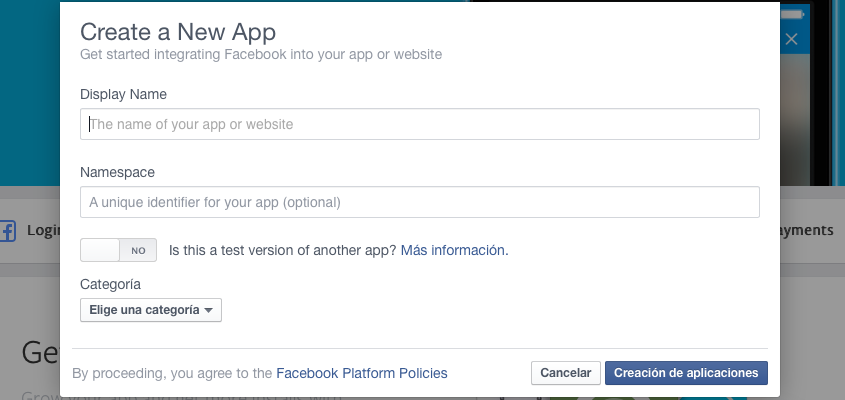 Create a New App
Get started integrating Facebook into your app or website
Display Name
The name of your app or website
Namespace
A unique identifier for your app (optional)
NO Is this a test version of another app? Más información.
Categoría
Elige una categoría
By proceeding, you agree to the Facebook Platform Policies Cancelar Creación de aplicaciones
Login
ayments
Ge